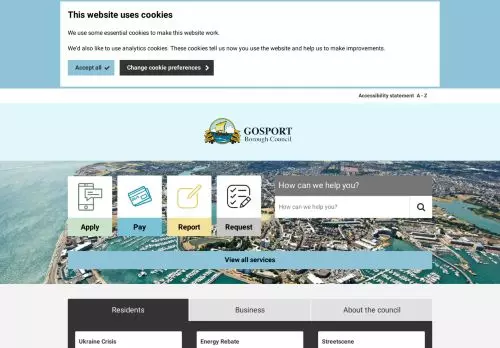 This website uses cookies
We use some essential cookies to make this website work.
We'd also like to use analytics cookies. These cookies tell us now you use the website and help us to make improvements.
Accept all
Change cookie preferences
Accessibility statement A - Z
GOSPORT
Borough Council
How can we help you?
How can we help you?
Apply
Pay
Report
Request
View all services
Residents
Business
About the council
Ukraine Crisis
Energy Rebate
Streetscene